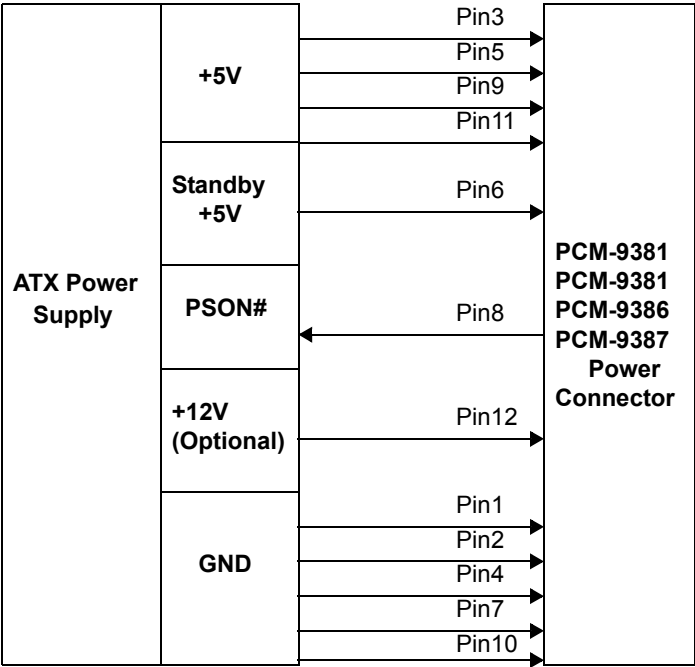 ATX Power
Supply
+5V
Standby
+5V
PSON#
+12V
(Optional)
GND
Pin3
Pin5
Pin9
Pin11
Pin6
Pin8
Pin12
Pin1
Pin2
Pin4
Pin7
Pin10
PCM-9381
PCM-9381
PCM-9386
PCM-9387
Power
Connector